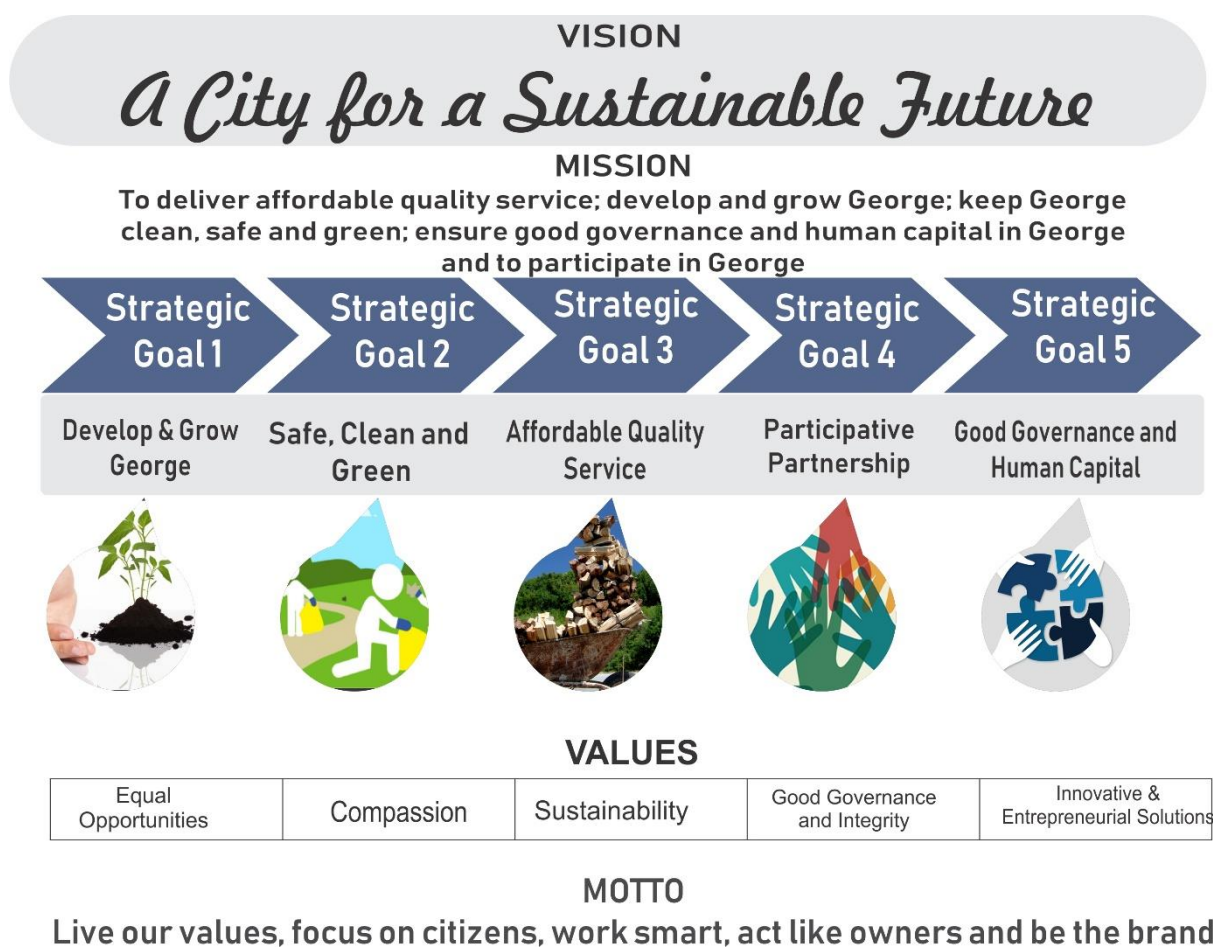 VISION
A City for a Sustainable Future
MISSION
To deliver affordable quality service; develop and grow George; keep George
clean, safe and green; ensure good governance and human capital in George
and to participate in George
Strategic
Goal 1
Strategic
Goal 2
Strategic
Goal 3
Strategic
Goal 4
Strategic
Goal 5
Develop & Grow
George
Safe, Clean and
Green
Affordable Quality
Service
Participative
Partnership
Good Governance and
Human Capital
VALUES
Equal
Opportunities
Compassion
Sustainability
Good Governance
and Integrity
Innovative &
Entrepreneurial Solutions
MOTTO
Live our values, focus on citizens, work smart, act like owners and be the brand